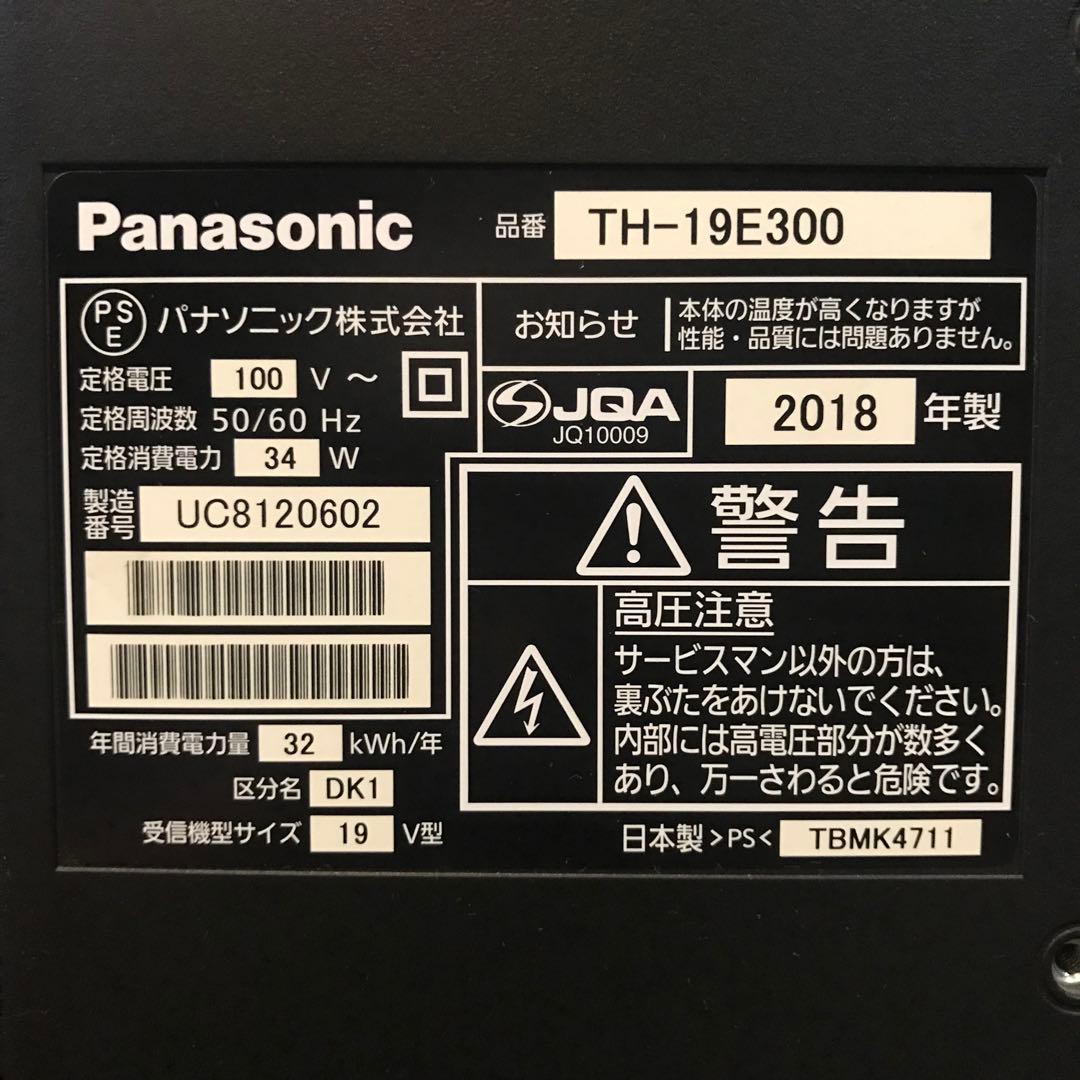 Panasonic 品番 TH-19E300
PS
E
パナソニック株式会社
定格電圧 100 V ～
定格周波数 50/60 Hz
定格消費電力 34 W
製造
番号
UC8120602
年間消費電力量 32 kWh/年
区分名 DK1
受信機型サイズ 19 V型
お知らせ
本体の温度が高くなりますが
性能・品質には問題ありません。
JQA
JQ10009
2018 年製
警告
高圧注意
サービスマン以外の方は、
裏ぶたをあけないでください。
内部には高電圧部分が数多く
あり、万一さわると危険です。
日本製 >PS< TBMK4711